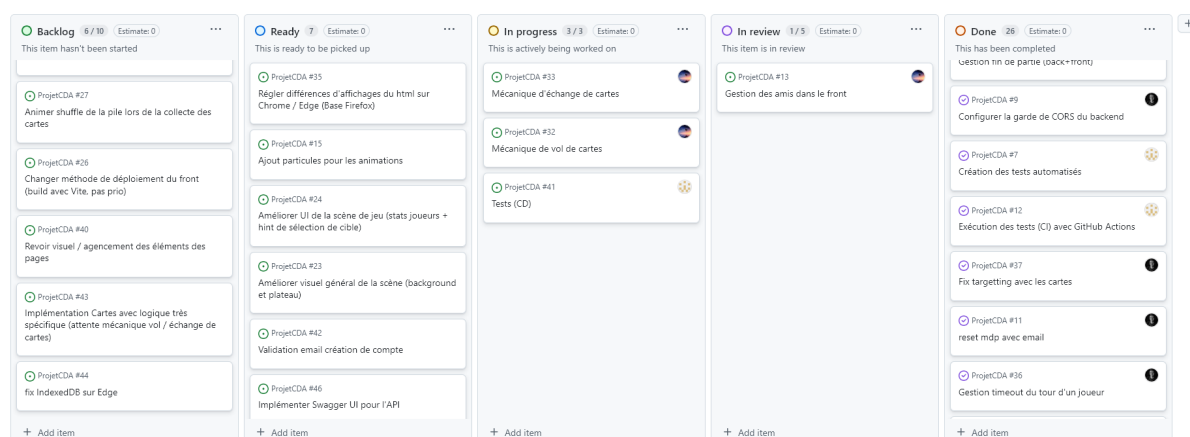 Backlog 6 / 10 Estimate: 0 ...
This item hasn't been started
ProjetCDA #27
Animer shuffle de la pile lors de la collecte des
cartes
ProjetCDA #26
Changer méthode de déploiement du front
(build avec Vite, pas prio)
ProjetCDA #40
Revoir visuel / agencement des éléments des
pages
ProjetCDA #43
Implémentation Cartes avec logique très
spécifique (attente mécanique vol / échange de
cartes)
ProjetCDA #44
fix IndexedDB sur Edge
+ Add item
Ready 7 Estimate: 0 ...
This is ready to be picked up
ProjetCDA #35
Régler différences d'affichages du html sur
Chrome / Edge (Base Firefox)
ProjetCDA #15
Ajout particules pour les animations
ProjetCDA #24
Améliorer UI de la scène de jeu (stats joueurs +
hint de sélection de cible)
ProjetCDA #23
Améliorer visuel général de la scène (background
et plateau)
ProjetCDA #42
Validation email création de compte
ProjetCDA #46
Implémenter Swagger UI pour l'API
+ Add item
In progress 3 / 3 Estimate: 0 ...
This is actively being worked on
ProjetCDA #33
Mécanique d'échange de cartes
ProjetCDA #32
Mécanique de vol de cartes
ProjetCDA #41
Tests (CD)
+ Add item
In review 1 / 5 Estimate: 0 ...
This item is in review
ProjetCDA #13
Gestion des amis dans le front
+ Add item
Done 26 Estimate: 0 ...
This has been completed
Gestion fin de partie (back+front)
ProjetCDA #9
Configurer la garde de CORS du backend
ProjetCDA #7
Création des tests automatisés
ProjetCDA #12
Exécution des tests (CI) avec GitHub Actions
ProjetCDA #37
Fix targetting avec les cartes
ProjetCDA #11
reset mdp avec email
ProjetCDA #36
Gestion timeout du tour d'un joueur
+ Add item
+